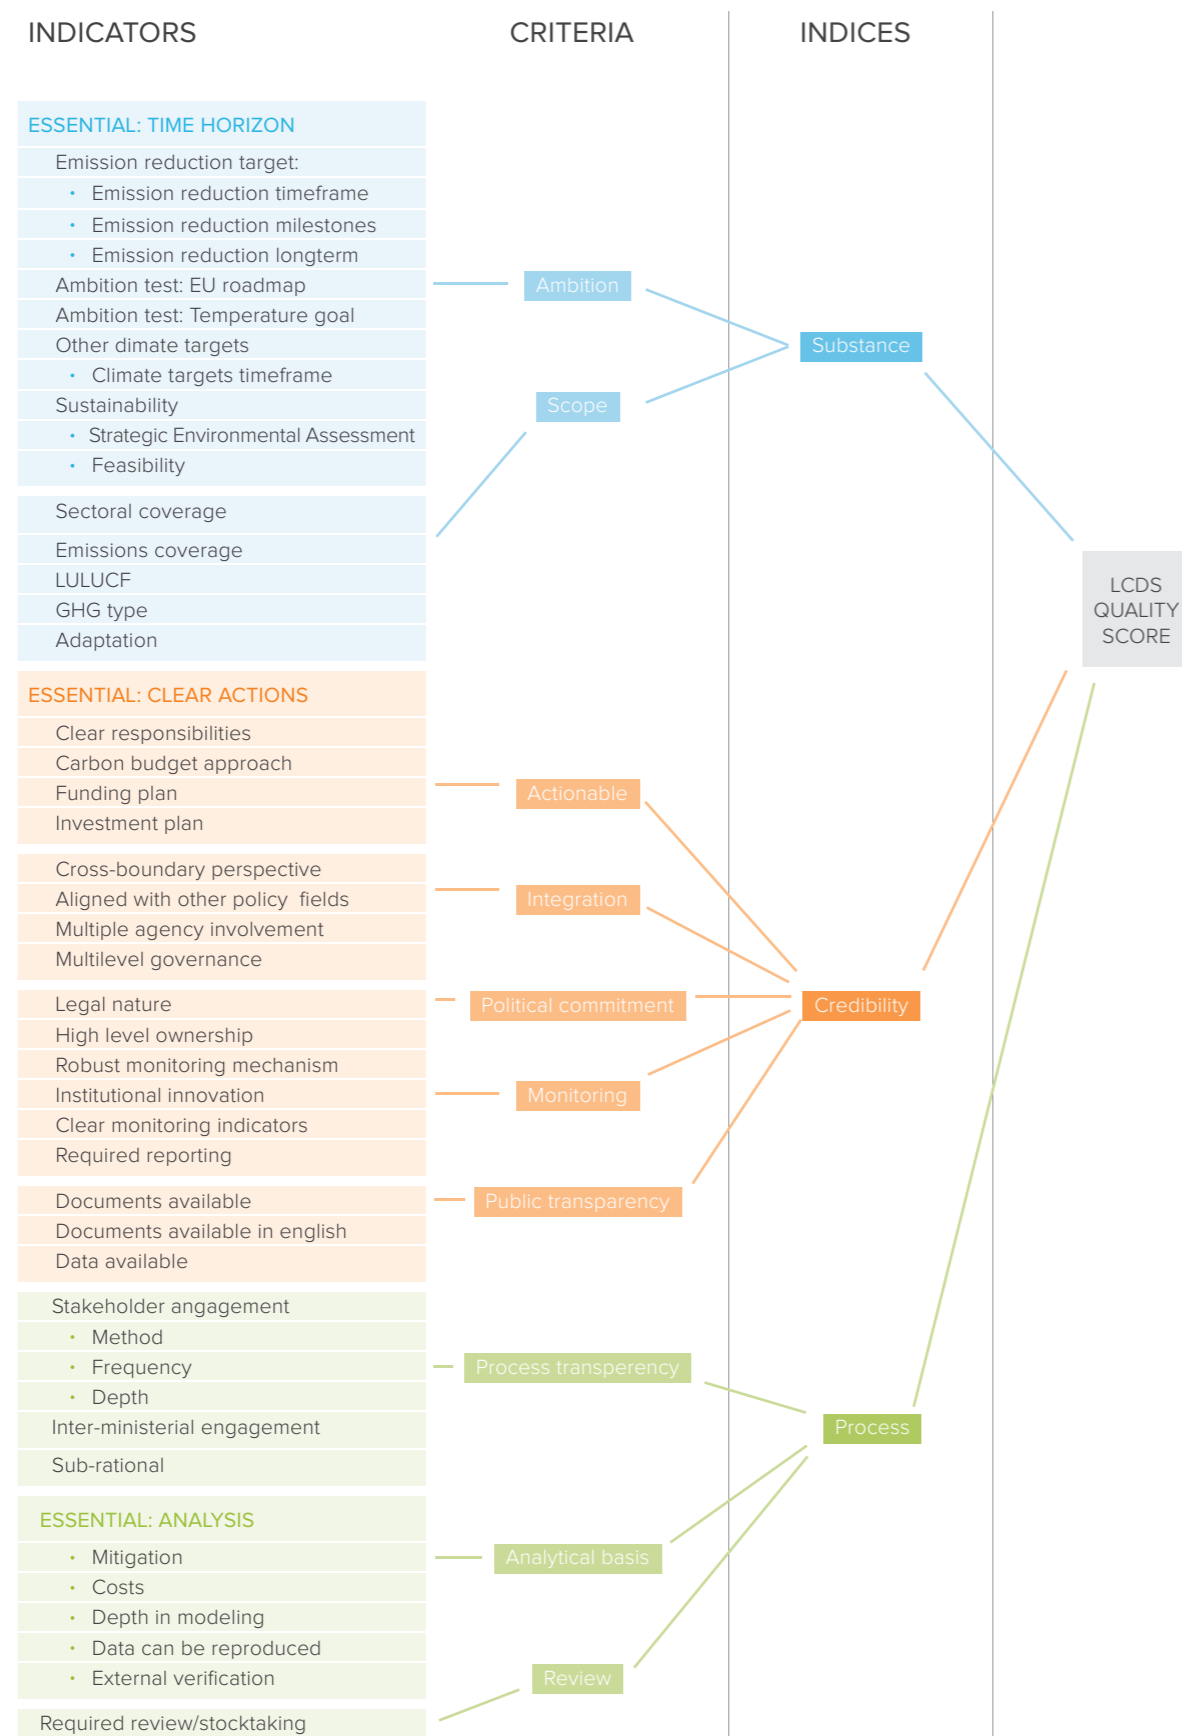 INDICATORS
CRITERIA
INDICES
ESSENTIAL: TIME HORIZON
Emission reduction target:
• Emission reduction timeframe
• Emission reduction milestones
• Emission reduction longterm
Ambition test: EU roadmap
Ambition test: Temperature goal
Other dimate targets
• Climate targets timeframe
Sustainability
• Strategic Environmental Assessment
• Feasibility
Sectoral coverage
Emissions coverage
LULUCF
GHG type
Adaptation
Ambition
Scope
Substance
LCDS
QUALITY
SCORE
ESSENTIAL: CLEAR ACTIONS
Clear responsibilities
Carbon budget approach
Funding plan
Investment plan
Cross-boundary perspective
Aligned with other policy fields
Multiple agency involvement
Multilevel governance
Legal nature
High level ownership
Robust monitoring mechanism
Institutional innovation
Clear monitoring indicators
Required reporting
Documents available
Documents available in english
Data available
Actionable
Integration
Political commitment
Monitoring
Public transparency
Credibility
Stakeholder angagement
• Method
• Frequency
• Depth
Inter-ministerial engagement
Sub-rational
ESSENTIAL: ANALYSIS
• Mitigation
• Costs
• Depth in modeling
• Data can be reproduced
• External verification
Required review/stocktaking
Process transperency
Analytical basis
Review
Process